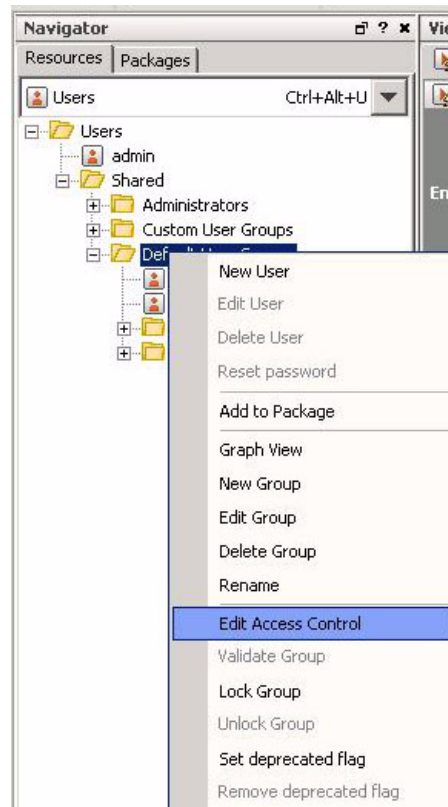 Navigator ? Vie
Resources Packages
Users Ctrl+Alt+U
Users
admin
Shared
En
Administrators
Custom User Groups
New User
Edit User
Delete User
Reset password
Add to Package
Graph View
New Group
Edit Group
Delete Group
Rename
Edit Access Control
Validate Group
Lock Group
Unlock Group
Set deprecated flag
Remove deprecated flag